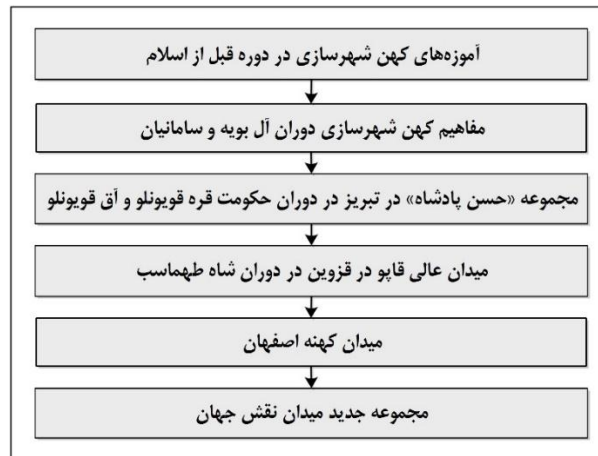 آموزه‌های کهن شهرسازی در دوره قبل از اسلام
مفاهیم کهن شهرسازی دوران آل بویه و سامانیان
مجموعه «حسن پادشاه» در تبریز در دوران حکومت قره قویونلو و آق قویونلو
میدان عالی قاپو در قزوین در دوران شاه طهماسب
میدان کهنه اصفهان
مجموعه جدید میدان نقش جهان